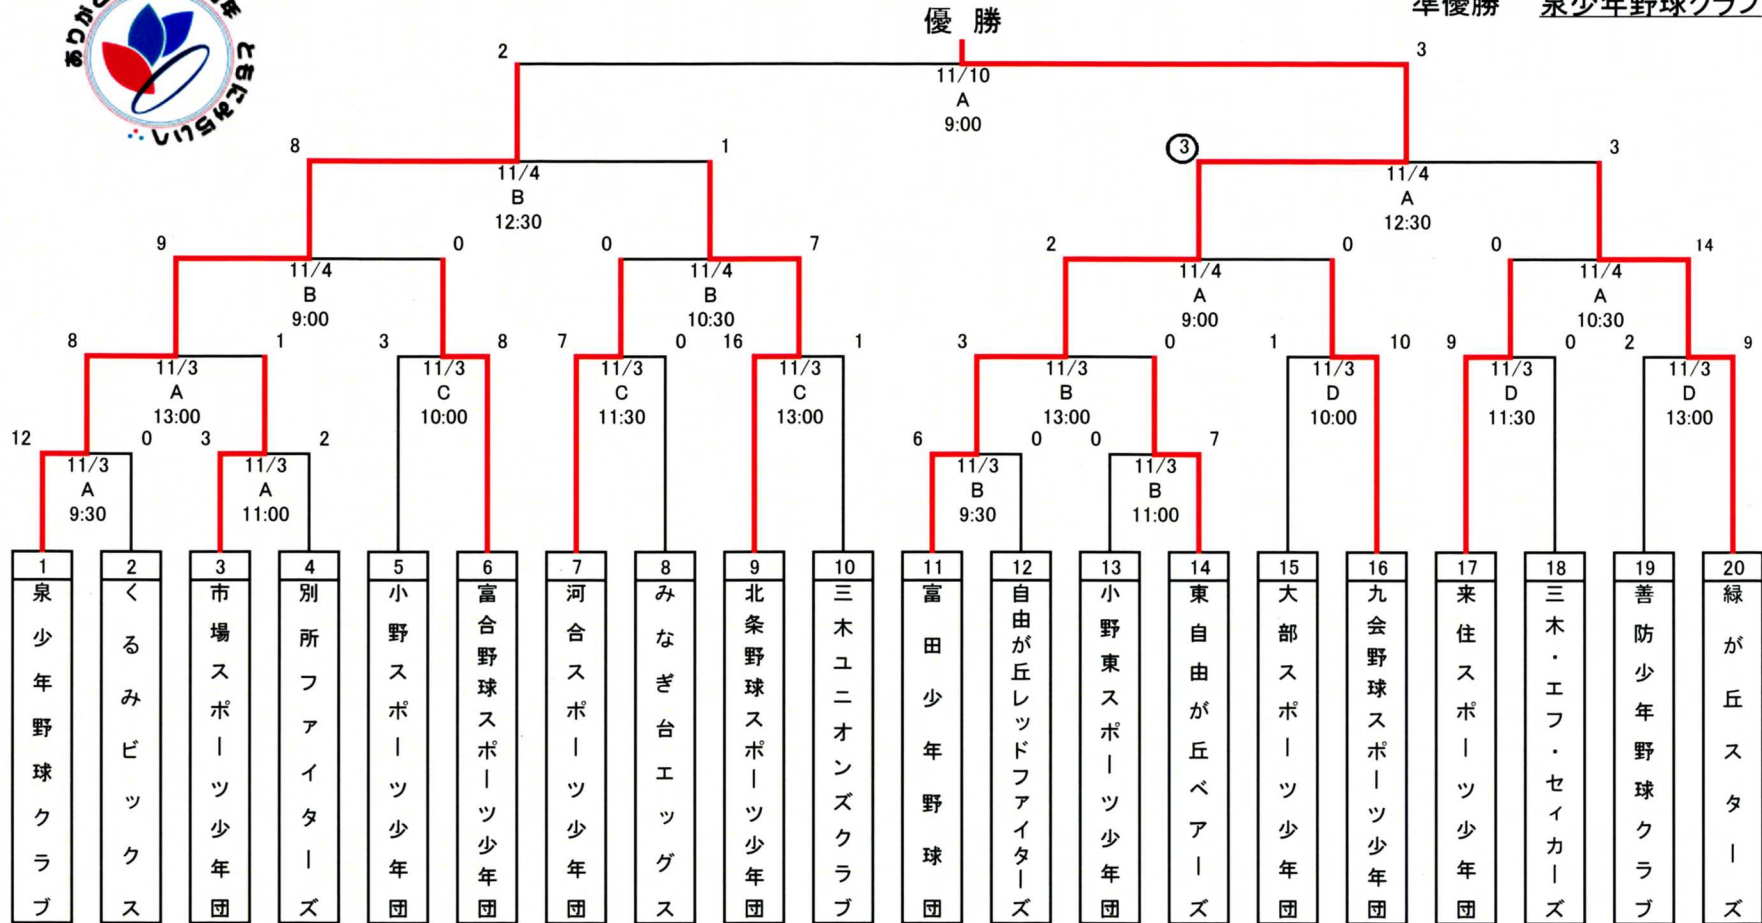 ともにみらいへ
準優勝
優 勝
2
3
11/10
A
9:00
8
1
③
3
11/4
B
12:30
11/4
A
12:30
9
0
0
7
2
0
0
14
11/4
B
9:00
11/4
B
10:30
11/4
A
9:00
11/4
A
10:30
8
1
3
8
7
0
16
1
3
0
1
10
9
0
2
9
11/3
A
13:00
11/3
C
10:00
11/3
C
11:30
11/3
C
13:00
11/3
B
13:00
11/3
D
10:00
11/3
D
11:30
11/3
D
13:00
12
0
3
2
6
0
0
7
11/3
A
9:30
11/3
A
11:00
11/3
B
9:30
11/3
B
11:00
1
泉少年野球クラブ
2
くるみビックス
3
市場スポーツ少年団
4
別所ファイターズ
5
小野スポーツ少年団
6
富合野球スポーツ少年団
7
河合スポーツ少年団
8
みなぎ台エッグス
9
北条野球スポーツ少年団
10
三木ユニオンズクラブ
11
富田少年野球団
12
自由が丘レッドファイターズ
13
小野東スポーツ少年団
14
東自由が丘ベアーズ
15
大部スポーツ少年団
16
九会野球スポーツ少年団
17
来住スポーツ少年団
18
三木・エフ・セィカーズ
19
善防少年野球クラブ
20
緑が丘スターズ